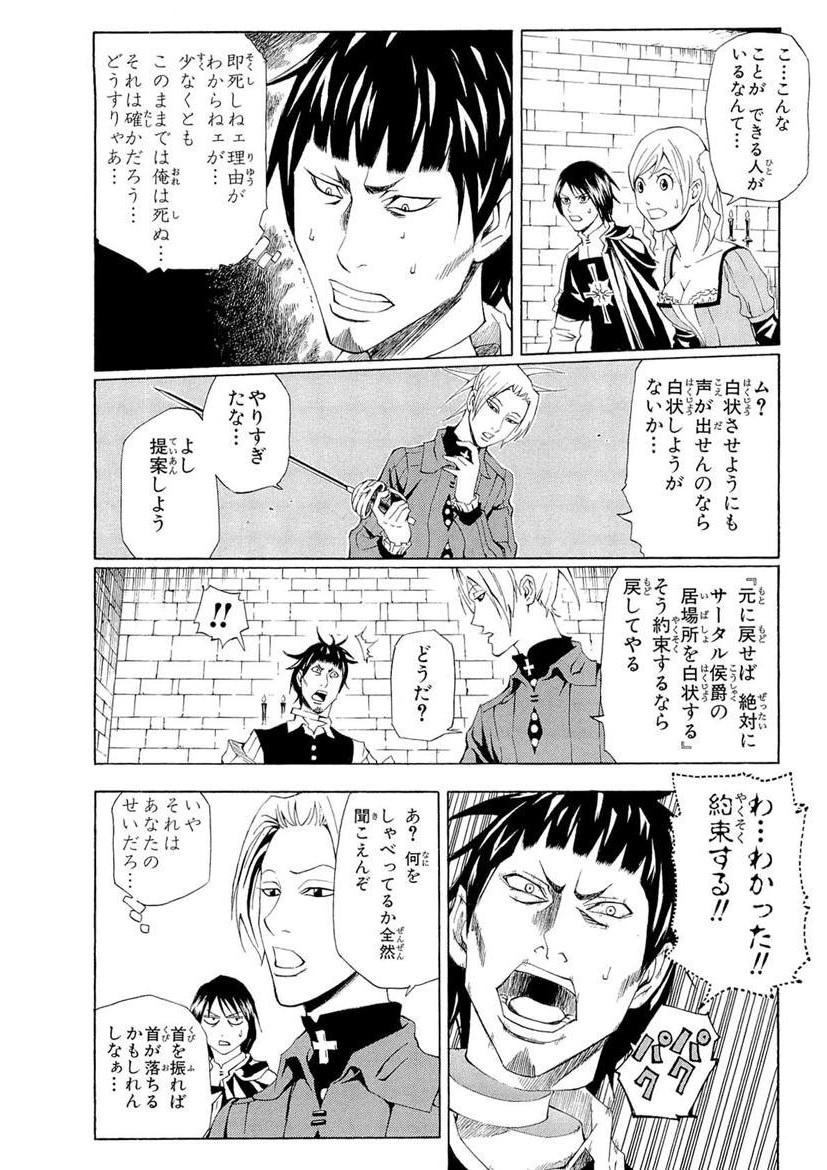 こ…こんな
ことが できる人が
いるなんて…
即死しねェ理由が
わからねェが…
少なくとも
このままでは俺は死ぬ…
それは確かだろう…
どうすりゃあ…
ム？
白状させようにも
声が出せんのなら
白状しようが
ないか…
やりすぎ
たな…
よし
提案しよう
『元に戻せば 絶対に
サータル侯爵の
居場所を白状する』
そう約束するなら
戻してやる
どうだ？
!!
わ…わかった!!
約束する!!
パク
パク
あ？ 何を
しゃべってるか全然
聞こえんぞ
いや
それは
あなたの
せいだろ…
首を振れば
首が落ちる
かもしれん
しなぁ…